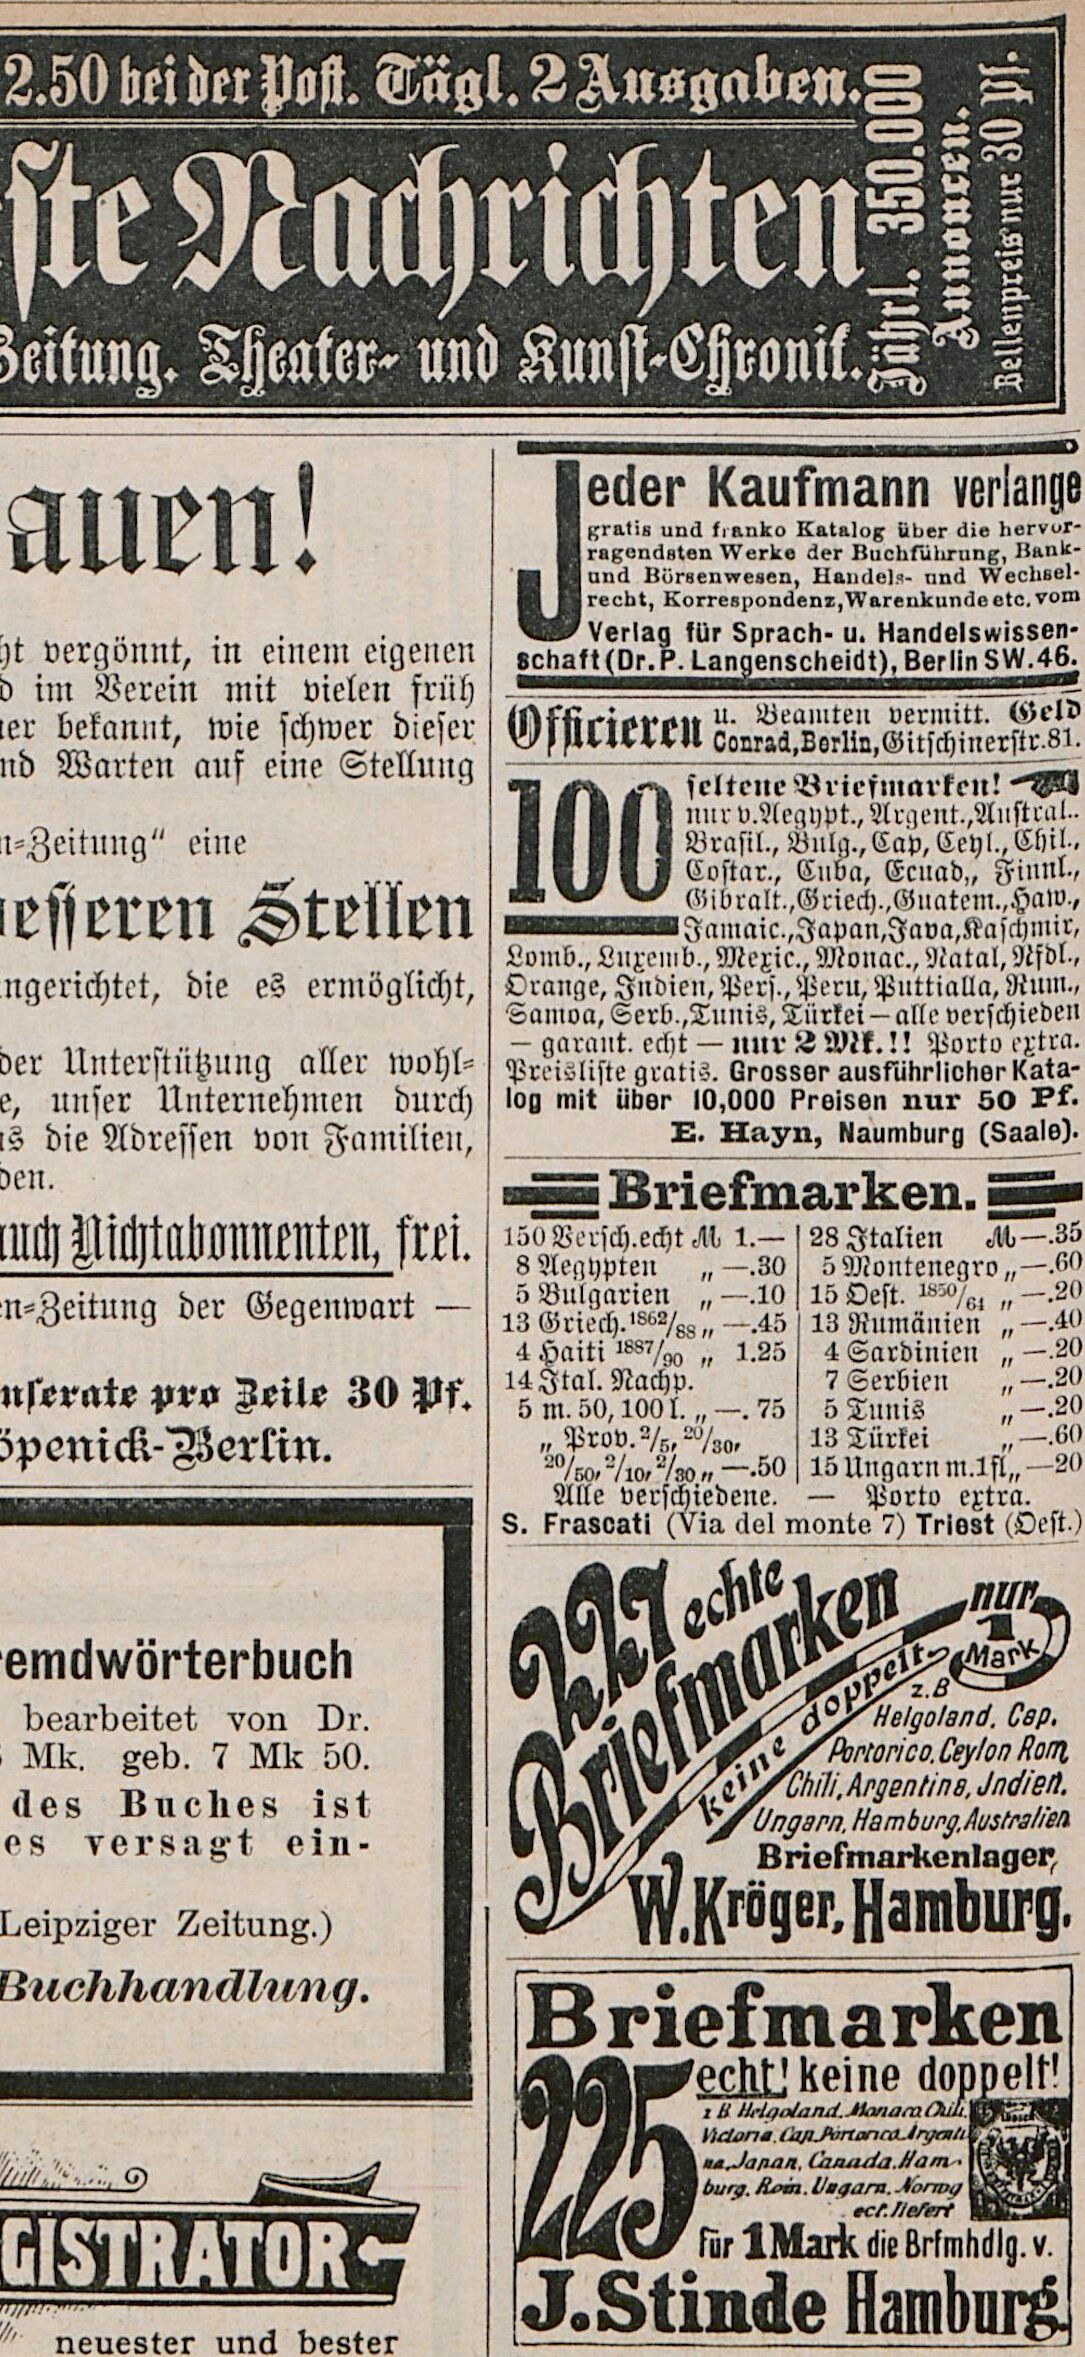 2.50 bei der Post. Tägl. 2 Ausgaben.
ste Nachrichten
Zeitung. Theater- und Kunst-Chronik.
Jährl. 350.000
Annoncen.
Zeilenpreis nur 30 Pf.
auen!
ht vergönnt, in einem eigenen
d im Verein mit vielen früh
er bekannt, wie schwer dieser
nd Warten auf eine Stellung
n-Zeitung" eine
esseren Stellen
ngerichtet, die es ermöglicht,
der Unterstützung aller wohl-
e, unser Unternehmen durch
s die Adressen von Familien,
den.
auch Nichtabonnenten, frei.
en-Zeitung der Gegenwart —
nserate pro Zeile 30 Pf.
öpenick-Berlin.
remdwörterbuch
bearbeitet von Dr.
Mk. geb. 7 Mk 50.
des Buches ist
es versagt ein-
Leipziger Zeitung.)
Buchhandlung.
GISTRATOR
neuester und bester
Jeder Kaufmann verlange
gratis und franko Katalog über die hervor-
ragendsten Werke der Buchführung, Bank-
und Börsenwesen, Handels- und Wechsel-
recht, Korrespondenz, Warenkunde etc. vom
Verlag für Sprach- u. Handelswissen-
schaft (Dr. P. Langenscheidt), Berlin SW. 46.
Officieren u. Beamten vermitt. Geld
Conrad, Berlin, Gitschinerstr. 81.
100 seltene Briefmarken!
nur v. Aegypt., Argent., Austral..
Brasil., Bulg., Cap, Ceyl., Chil.,
Costar., Cuba, Ecuad,, Finnl.,
Gibralt., Griech., Guatem., Haw.,
Jamaic., Japan, Java, Kaschmir,
Lomb., Luxemb., Mexic., Monac., Natal, Nfdl.,
Orange, Indien, Pers., Peru, Puttialla, Rum.,
Samoa, Serb., Tunis, Türkei — alle verschieden
— garant. echt — nur 2 Mk.!! Porto extra.
Preisliste gratis. Grosser ausführlicher Kata-
log mit über 10,000 Preisen nur 50 Pf.
E. Hayn, Naumburg (Saale).
Briefmarken.
150 Versch. echt M 1.—
8 Aegypten „ —.30
5 Bulgarien „ —.10
13 Griech. 1862/88 „ —.45
4 Haiti 1887/90 „ 1.25
14 Ital. Nachp.
5 m. 50, 100 l. „ —. 75
„ Prov. 2/5, 20/30,
20/50, 2/10, 2/30 „ —.50
28 Italien M —.35
5 Montenegro „ —.60
15 Oest. 1850/64 „ —.20
13 Rumänien „ —.40
4 Sardinien „ —.20
7 Serbien „ —.20
5 Tunis „ —.20
13 Türkei „ —.60
15 Ungarn m. 1 fl „ —20
Alle verschiedene. — Porto extra.
S. Frascati (Via del monte 7) Triest (Oest.)
221 echte
Briefmarken
nur
1
Mark
keine doppelt.
z.B
Helgoland. Cap.
Portorico, Ceylon Rom,
Chili, Argentina, Indien.
Ungarn, Hamburg, Australien
Briefmarkenlager,
W. Kröger, Hamburg.
Briefmarken
225 echt! keine doppelt!
z B Helgoland. Monaco. Chili.
Victoria. Cap. Portorico. Argenti
na, Japan, Canada, Ham-
burg, Rom. Ungarn. Norwg
ect. liefert
für 1 Mark die Brfmhdlg. v.
J. Stinde Hamburg.